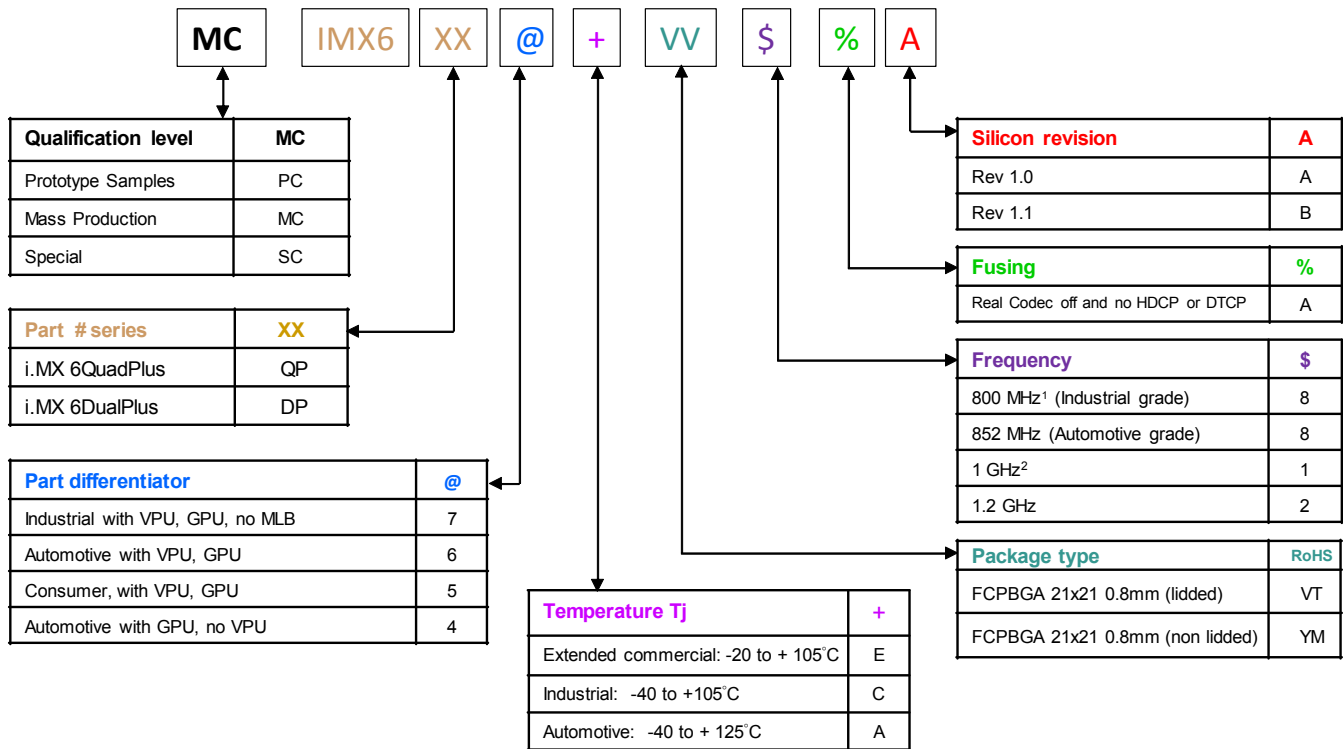 MC IMX6 XX @ + VV $ % A
Qualification level MC
Prototype Samples PC
Mass Production MC
Special SC
Part # series XX
i.MX 6QuadPlus QP
i.MX 6DualPlus DP
Part differentiator @
Industrial with VPU, GPU, no MLB 7
Automotive with VPU, GPU 6
Consumer, with VPU, GPU 5
Automotive with GPU, no VPU 4
Temperature Tj +
Extended commercial: -20 to + 105°C E
Industrial: -40 to +105°C C
Automotive: -40 to + 125°C A
Silicon revision A
Rev 1.0 A
Rev 1.1 B
Fusing %
Real Codec off and no HDCP or DTCP A
Frequency $
800 MHz¹ (Industrial grade) 8
852 MHz (Automotive grade) 8
1 GHz² 1
1.2 GHz 2
Package type RoHS
FCPBGA 21x21 0.8mm (lidded) VT
FCPBGA 21x21 0.8mm (non lidded) YM